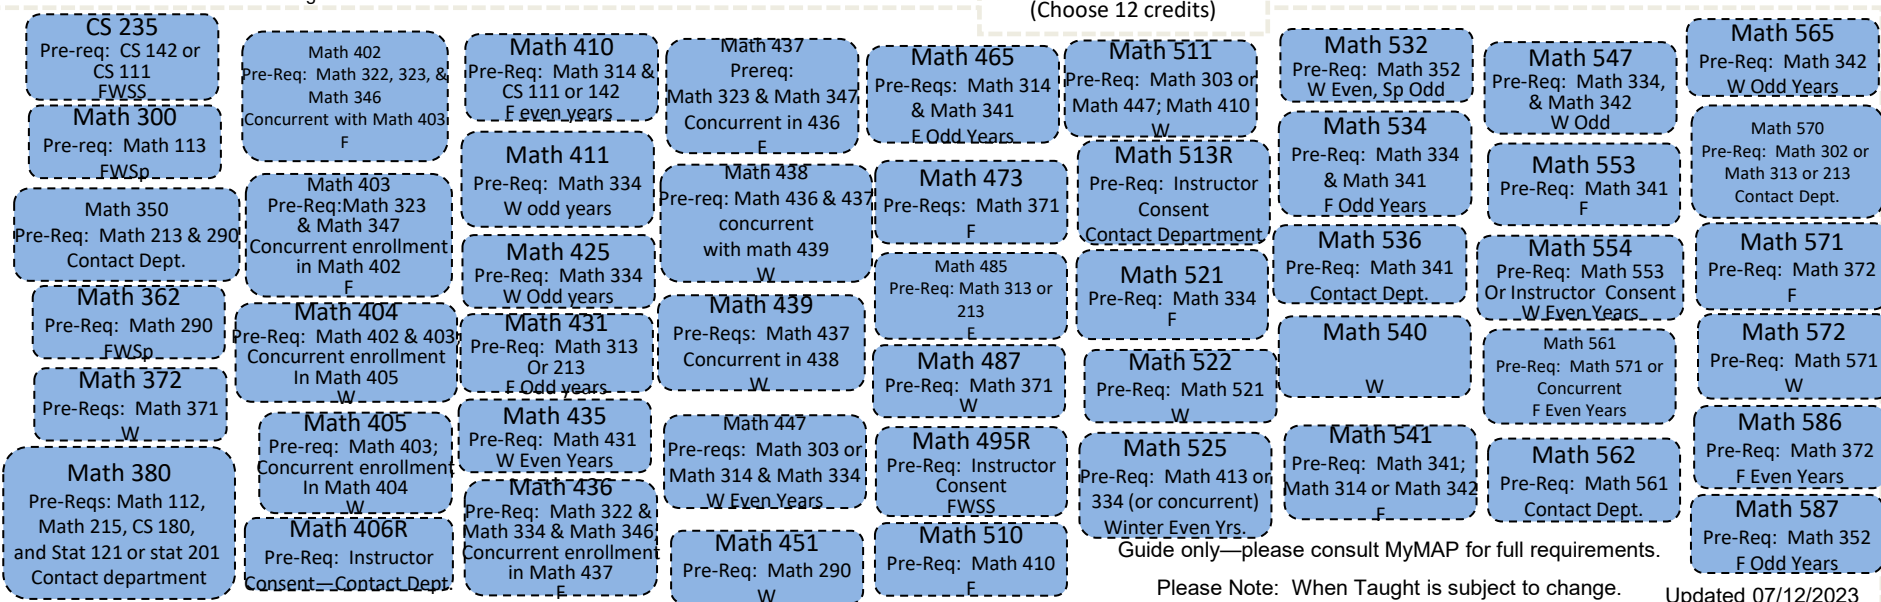 (Choose 12 credits)
CS 235
Pre-req: CS 142 or
CS 111
FWSS
Math 300
Pre-req: Math 113
FWSp
Math 350
Pre-Req: Math 213 & 290
Contact Dept.
Math 362
Pre-Req: Math 290
FWSp
Math 372
Pre-Reqs: Math 371
W
Math 380
Pre-Reqs: Math 112,
Math 215, CS 180,
and Stat 121 or stat 201
Contact department
Math 402
Pre-Req: Math 322, 323, &
Math 346
Concurrent with Math 403
F
Math 403
Pre-Req:Math 323
& Math 347
Concurrent enrollment
in Math 402
F
Math 404
Pre-Req: Math 402 & 403;
Concurrent enrollment
In Math 405
W
Math 405
Pre-req: Math 403;
Concurrent enrollment
In Math 404
W
Math 406R
Pre-Req: Instructor
Consent—Contact Dept.
Math 410
Pre-Req: Math 314 &
CS 111 or 142
F even years
Math 411
Pre-Req: Math 334
W odd years
Math 425
Pre-Req: Math 334
W Odd years
Math 431
Pre-Req: Math 313
Or 213
F Odd years
Math 435
Pre-Req: Math 431
W Even Years
Math 436
Pre-Req: Math 322 &
Math 334 & Math 346
Concurrent enrollment
in Math 437
F
Math 437
Prereq:
Math 323 & Math 347
Concurrent in 436
F
Math 438
Pre-req: Math 436 & 437
concurrent
with math 439
W
Math 439
Pre-Reqs: Math 437
Concurrent in 438
W
Math 447
Pre-reqs: Math 303 or
Math 314 & Math 334
W Even Years
Math 451
Pre-Req: Math 290
W
Math 465
Pre-Reqs: Math 314
& Math 341
F Odd Years
Math 473
Pre-Reqs: Math 371
F
Math 485
Pre-Req: Math 313 or
213
F
Math 487
Pre-Req: Math 371
W
Math 495R
Pre-Req: Instructor
Consent
FWSS
Math 510
Pre-Req: Math 410
F
Math 511
Pre-Req: Math 303 or
Math 447; Math 410
W
Math 513R
Pre-Req: Instructor
Consent
Contact Department
Math 521
Pre-Req: Math 334
F
Math 522
Pre-Req: Math 521
W
Math 525
Pre-Req: Math 413 or
334 (or concurrent)
Winter Even Yrs.
Math 532
Pre-Req: Math 352
W Even, Sp Odd
Math 534
Pre-Req: Math 334
& Math 341
F Odd Years
Math 536
Pre-Req: Math 341
Contact Dept.
Math 540
W
Math 541
Pre-Req: Math 341;
Math 314 or Math 342
F
Math 547
Pre-Req: Math 334,
& Math 342
W Odd
Math 553
Pre-Req: Math 341
F
Math 554
Pre-Req: Math 553
Or Instructor Consent
W Even Years
Math 561
Pre-Req: Math 571 or
Concurrent
F Even Years
Math 562
Pre-Req: Math 561
Contact Dept.
Math 565
Pre-Req: Math 342
W Odd Years
Math 570
Pre-Req: Math 302 or
Math 313 or 213
Contact Dept.
Math 571
Pre-Req: Math 372
F
Math 572
Pre-Req: Math 571
W
Math 586
Pre-Req: Math 372
F Even Years
Math 587
Pre-Req: Math 352
F Odd Years
Guide only—please consult MyMAP for full requirements.
Please Note: When Taught is subject to change.
Updated 07/12/2023